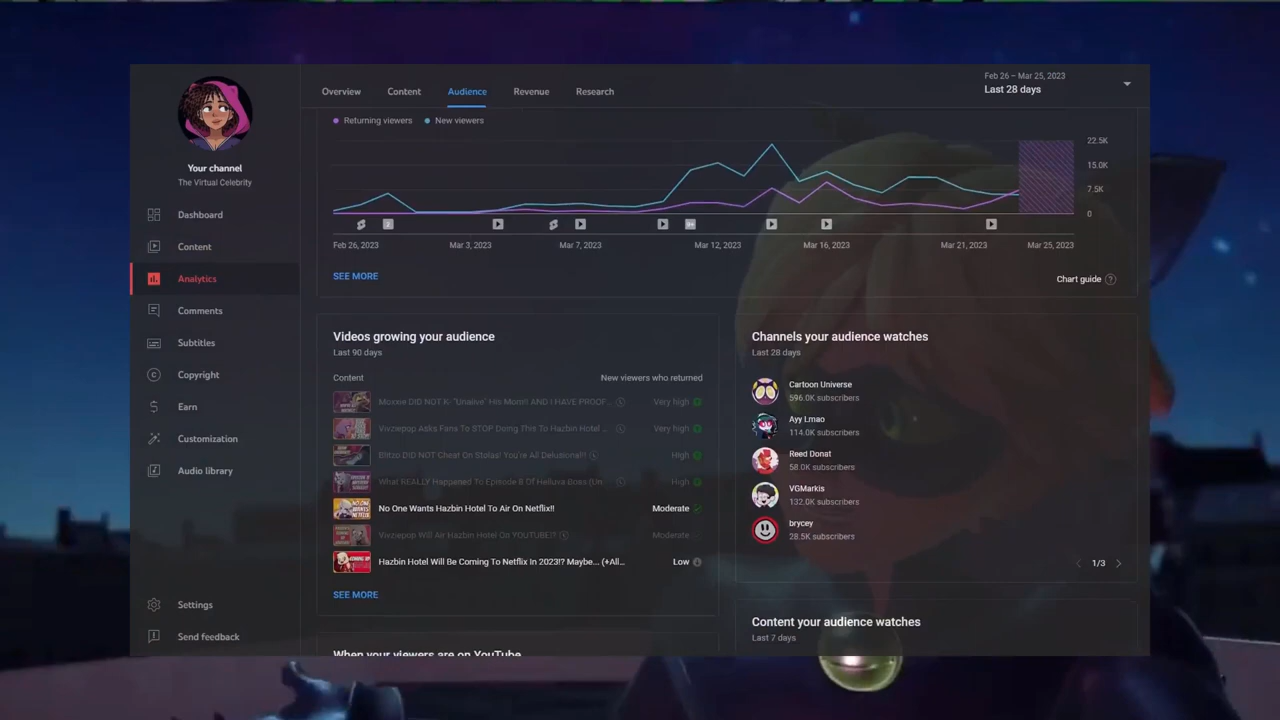 Overview Content Audience Revenue Research
Feb 26 – Mar 25, 2023
Last 28 days
Your channel
The Virtual Celebrity
Dashboard
Content
Analytics
Comments
Subtitles
Copyright
Earn
Customization
Audio library
Settings
Send feedback
Returning viewers New viewers
22.5K
15.0K
7.5K
0
Feb 26, 2023 Mar 3, 2023 Mar 7, 2023 Mar 12, 2023 Mar 16, 2023 Mar 21, 2023 Mar 25, 2023
SEE MORE
Chart guide
Videos growing your audience
Last 90 days
Content New viewers who returned
Moxxie DID NOT K- "Unalive" His Mom!! AND I HAVE PROOF... Very high
Vivziepop Asks Fans To STOP Doing This To Hazbin Hotel ... Very high
Blitzo DID NOT Cheat On Stolas! You're All Delusional!! High
What REALLY Happened To Episode 8 Of Helluva Boss (Un High
No One Wants Hazbin Hotel To Air On Netflix!! Moderate
Vivziepop Will Air Hazbin Hotel On YOUTUBE!? Moderate
Hazbin Hotel Will Be Coming To Netflix In 2023!? Maybe... (+All... Low
SEE MORE
When your viewers are on YouTube
Channels your audience watches
Last 28 days
Cartoon Universe
596.0K subscribers
Ayy Lmao
114.0K subscribers
Reed Donat
58.0K subscribers
VGMarkis
132.0K subscribers
brycey
28.5K subscribers
1/3
Content your audience watches
Last 7 days